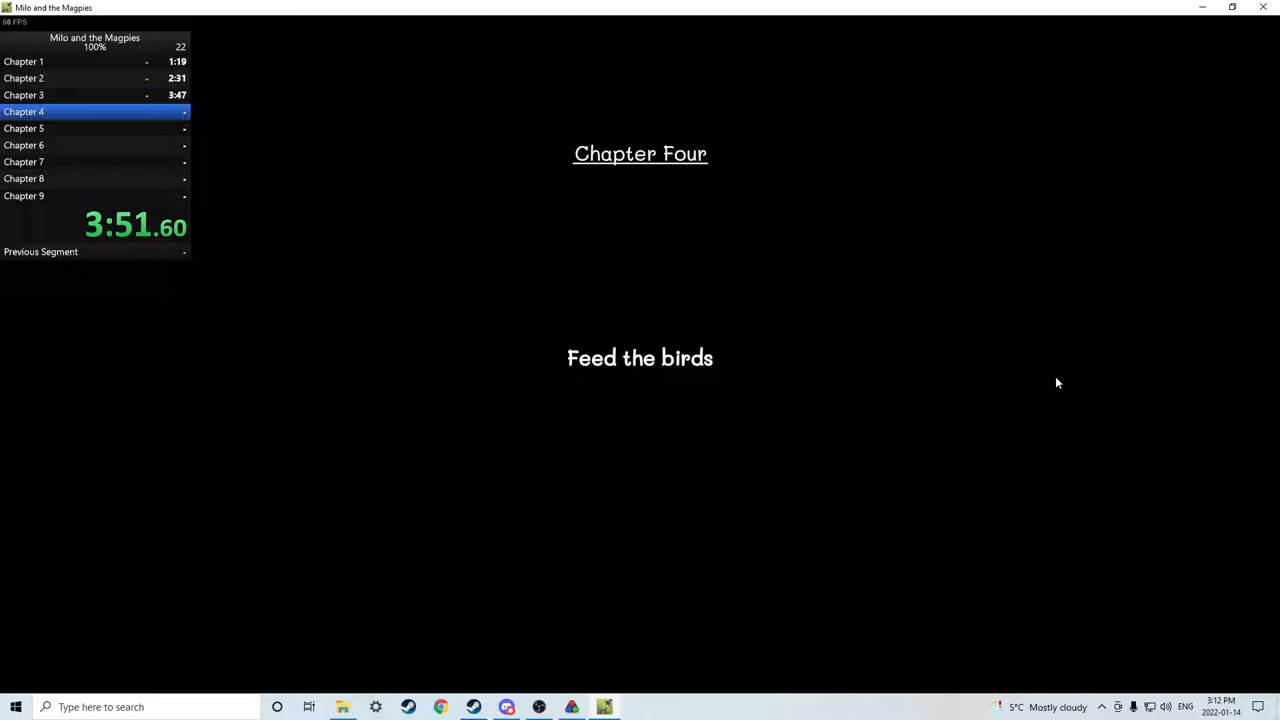 Milo and the Magpies
60 FPS
Milo and the Magpies
100% 22
Chapter 1 - 1:19
Chapter 2 - 2:31
Chapter 3 - 3:47
Chapter 4 -
Chapter 5 -
Chapter 6 -
Chapter 7 -
Chapter 8 -
Chapter 9 -
3:51.60
Previous Segment -
Chapter Four
Feed the birds
Type here to search
5°C Mostly cloudy
ENG
3:12 PM
2022-01-14